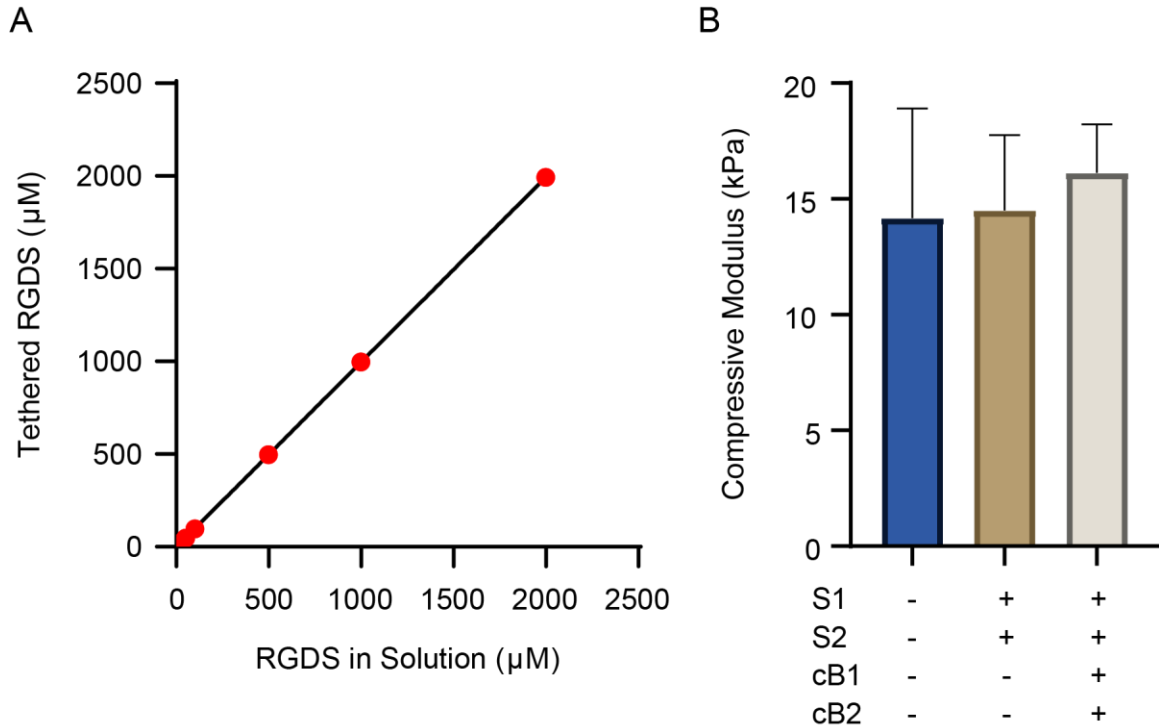 A
2500
2000
1500
1000
500
0
Tethered RGDS (µM)
0 500 1000 1500 2000 2500
RGDS in Solution (µM)
B
20
15
10
5
0
Compressive Modulus (kPa)
S1 - + +
S2 - + +
cB1 - - +
cB2 - - +